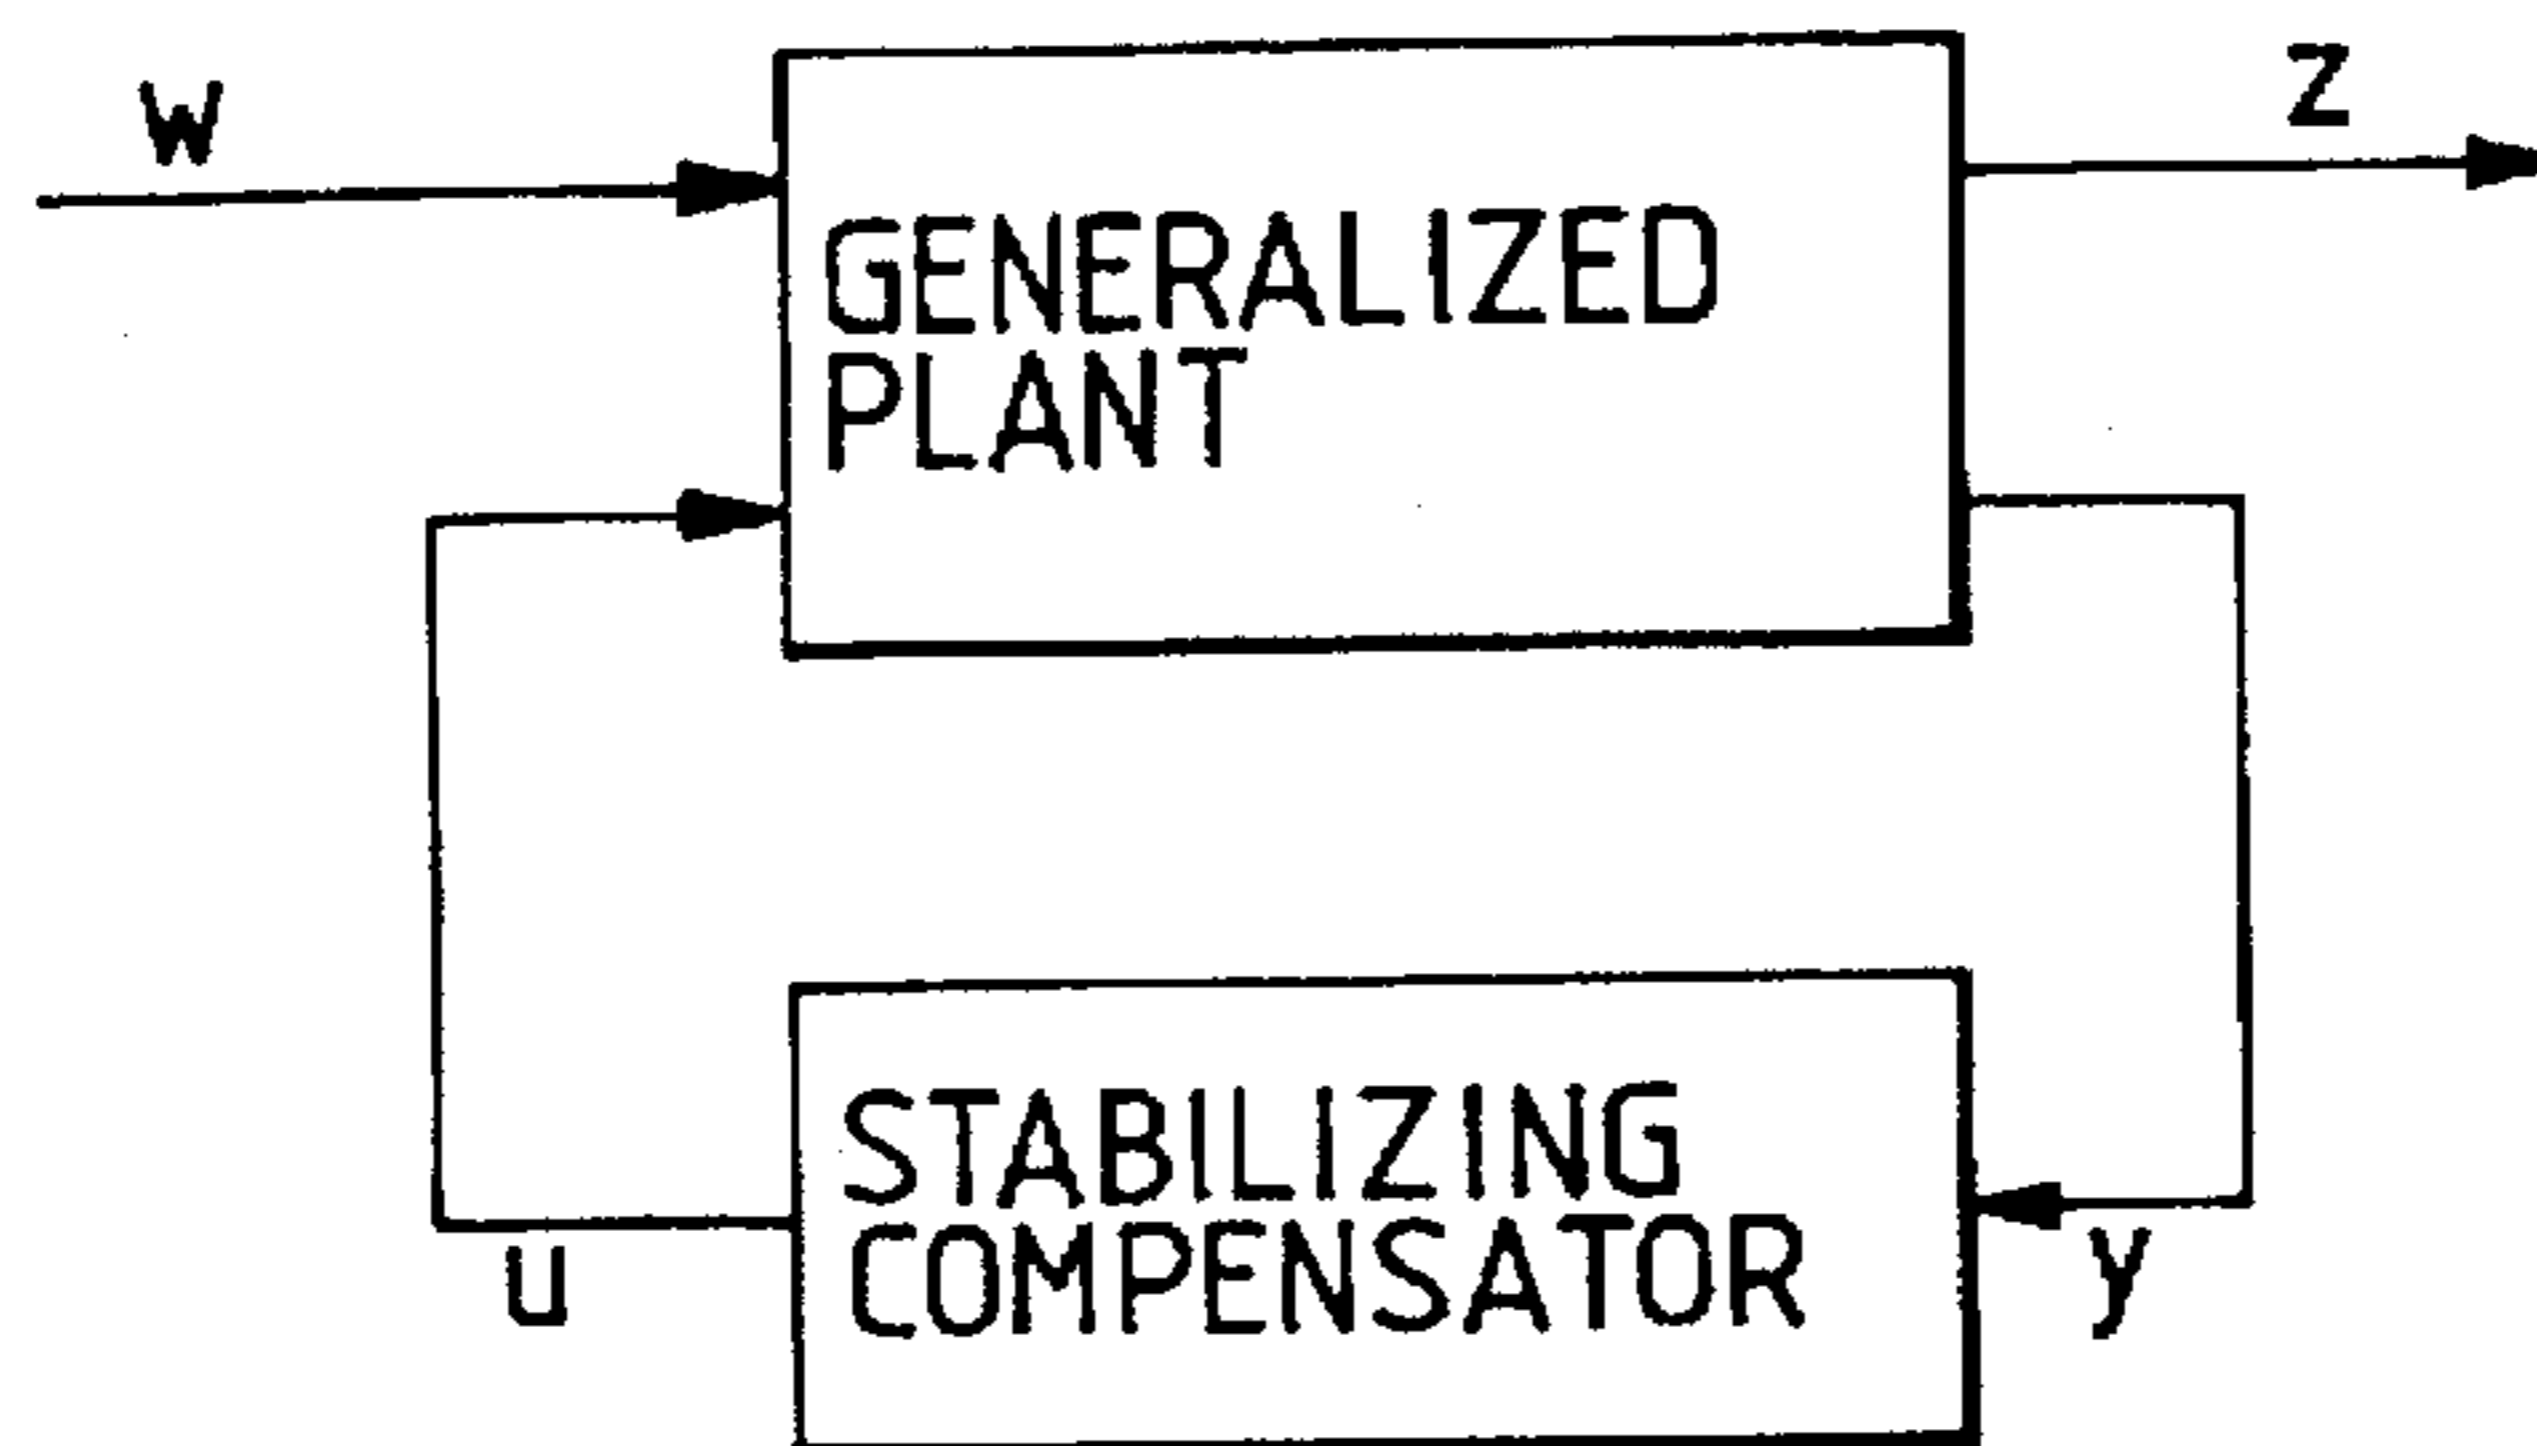 W
Z
GENERALIZED
PLANT
STABILIZING
COMPENSATOR
u
y